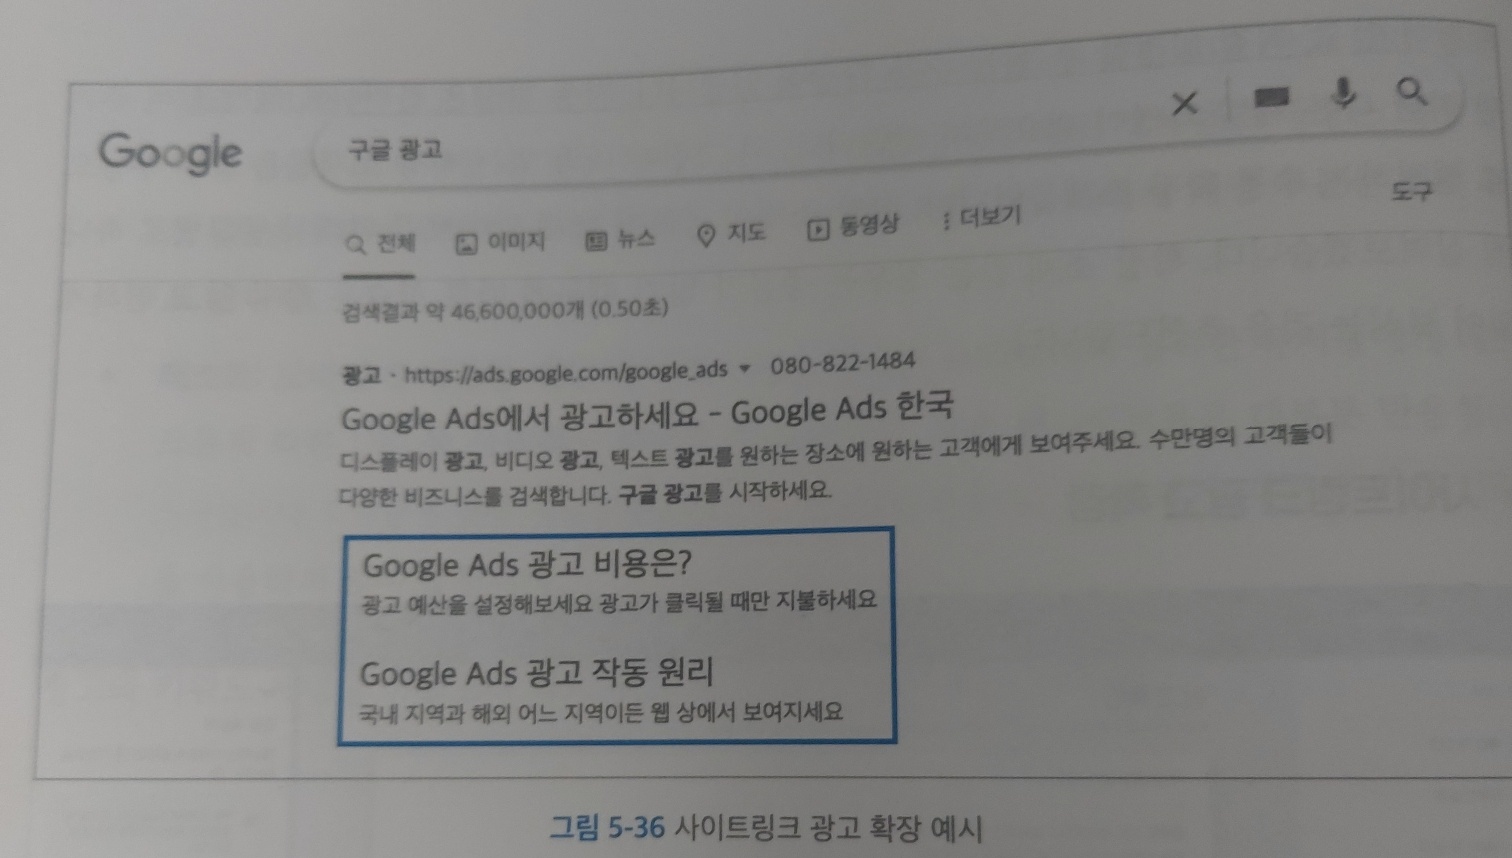 Google
구글 광고
도구
전체 이미지 뉴스 지도 동영상 더보기
검색결과 약 46,600,000개 (0.50초)
광고 · https://ads.google.com/google_ads 080-822-1484
Google Ads에서 광고하세요 - Google Ads 한국
디스플레이 광고, 비디오 광고, 텍스트 광고를 원하는 장소에 원하는 고객에게 보여주세요. 수만명의 고객들이
다양한 비즈니스를 검색합니다. 구글 광고를 시작하세요.
Google Ads 광고 비용은?
광고 예산을 설정해보세요 광고가 클릭될 때만 지불하세요
Google Ads 광고 작동 원리
국내 지역과 해외 어느 지역이든 웹 상에서 보여지세요
그림 5-36 사이트링크 광고 확장 예시